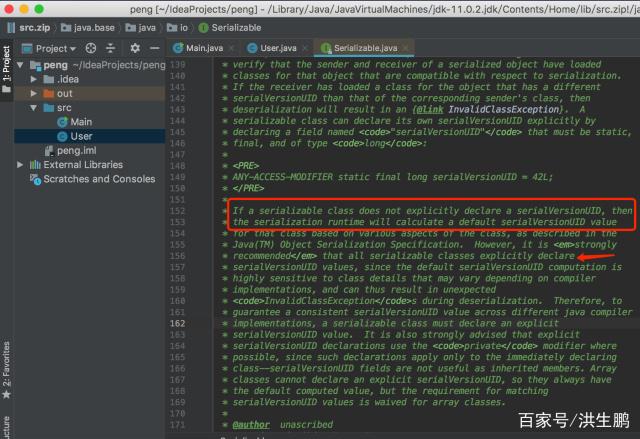 peng [~/IdeaProjects/peng] - /Library/Java/JavaVirtualMachines/jdk-11.0.2.jdk/Contents/Home/lib/src.zip!/ja
src.zip
java.base
java
io
Serializable
1: Project
Project
Main.java
User.java
Serializable.java
peng ~/IdeaProjects/peng
.idea
out
src
Main
User
peng.iml
External Libraries
Scratches and Consoles
139 * verify that the sender and receiver of a serialized object have loaded
140 * classes for that object that are compatible with respect to serialization.
141 * If the receiver has loaded a class for the object that has a different
142 * serialVersionUID than that of the corresponding sender's class, then
143 * deserialization will result in an {@link InvalidClassException}. A
144 * serializable class can declare its own serialVersionUID explicitly by
145 * declaring a field named <code>"serialVersionUID"</code> that must be static,
146 * final, and of type <code>long</code>:
147 *
148 * <PRE>
149 * ANY-ACCESS-MODIFIER static final long serialVersionUID = 42L;
150 * </PRE>
151 *
152 * If a serializable class does not explicitly declare a serialVersionUID, then
153 * the serialization runtime will calculate a default serialVersionUID value
154 * for that class based on various aspects of the class, as described in the
155 * Java(TM) Object Serialization Specification. However, it is <em>strongly
156 * recommended</em> that all serializable classes explicitly declare
157 * serialVersionUID values, since the default serialVersionUID computation is
158 * highly sensitive to class details that may vary depending on compiler
159 * implementations, and can thus result in unexpected
160 * <code>InvalidClassException</code>s during deserialization. Therefore, to
161 * guarantee a consistent serialVersionUID value across different java compiler
162 * implementations, a serializable class must declare an explicit
163 * serialVersionUID value. It is also strongly advised that explicit
164 * serialVersionUID declarations use the <code>private</code> modifier where
165 * possible, since such declarations apply only to the immediately declaring
166 * class--serialVersionUID fields are not useful as inherited members. Array
167 * classes cannot declare an explicit serialVersionUID, so they always have
168 * the default computed value, but the requirement for matching
169 * serialVersionUID values is waived for array classes.
170 *
171 * @author unascribed
2: Favorites
ucture
百家号/洪生鹏